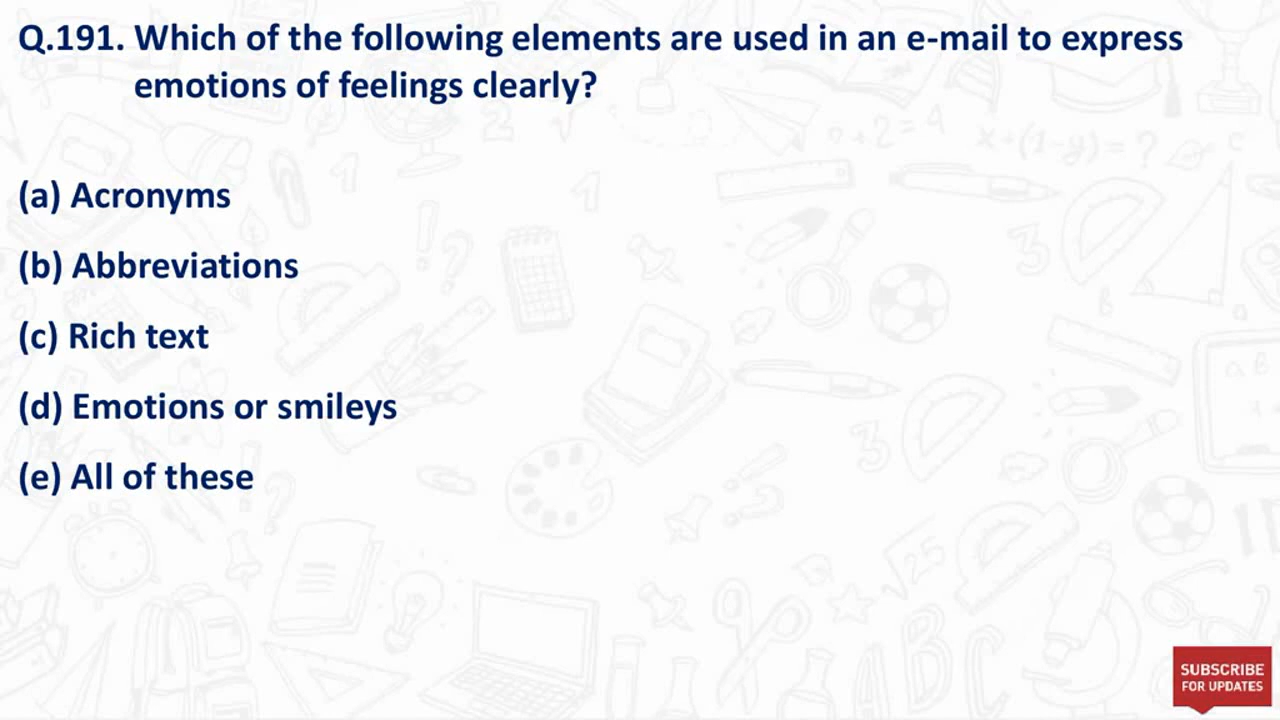 Q.191. Which of the following elements are used in an e-mail to express
emotions of feelings clearly?
(a) Acronyms
(b) Abbreviations
(c) Rich text
(d) Emotions or smileys
(e) All of these
SUBSCRIBE
FOR UPDATES